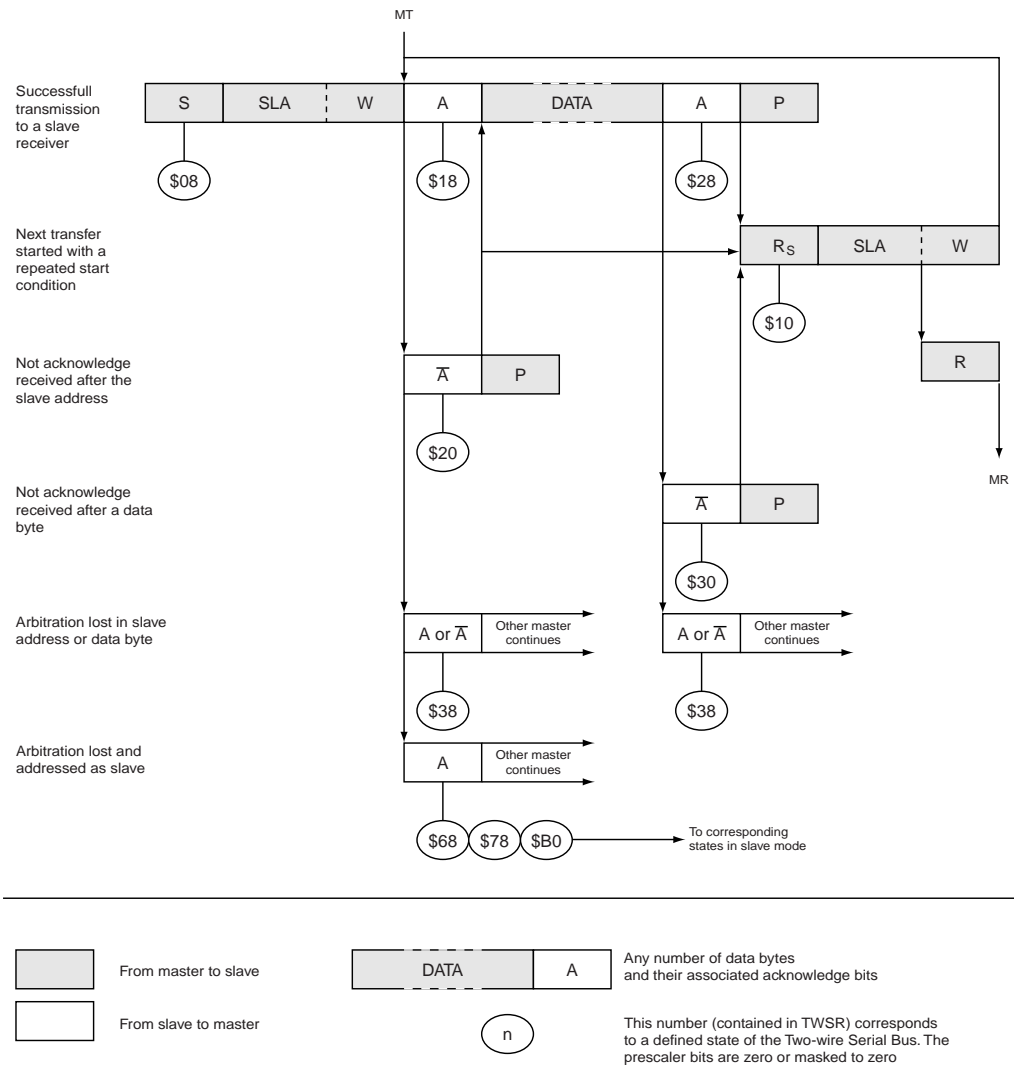 MT
Successfull
transmission
to a slave
receiver
S SLA W A DATA A P
$08 $18 $28
Next transfer
started with a
repeated start
condition
RS SLA W
$10
Not acknowledge
received after the
slave address
A̅ P
R
$20
MR
Not acknowledge
received after a data
byte
A̅ P
$30
Arbitration lost in slave
address or data byte
A or A̅
Other master
continues
A or A̅
Other master
continues
$38 $38
Arbitration lost and
addressed as slave
A
Other master
continues
$68 $78 $B0
To corresponding
states in slave mode
From master to slave
DATA A
Any number of data bytes
and their associated acknowledge bits
From slave to master
n
This number (contained in TWSR) corresponds
to a defined state of the Two-wire Serial Bus. The
prescaler bits are zero or masked to zero